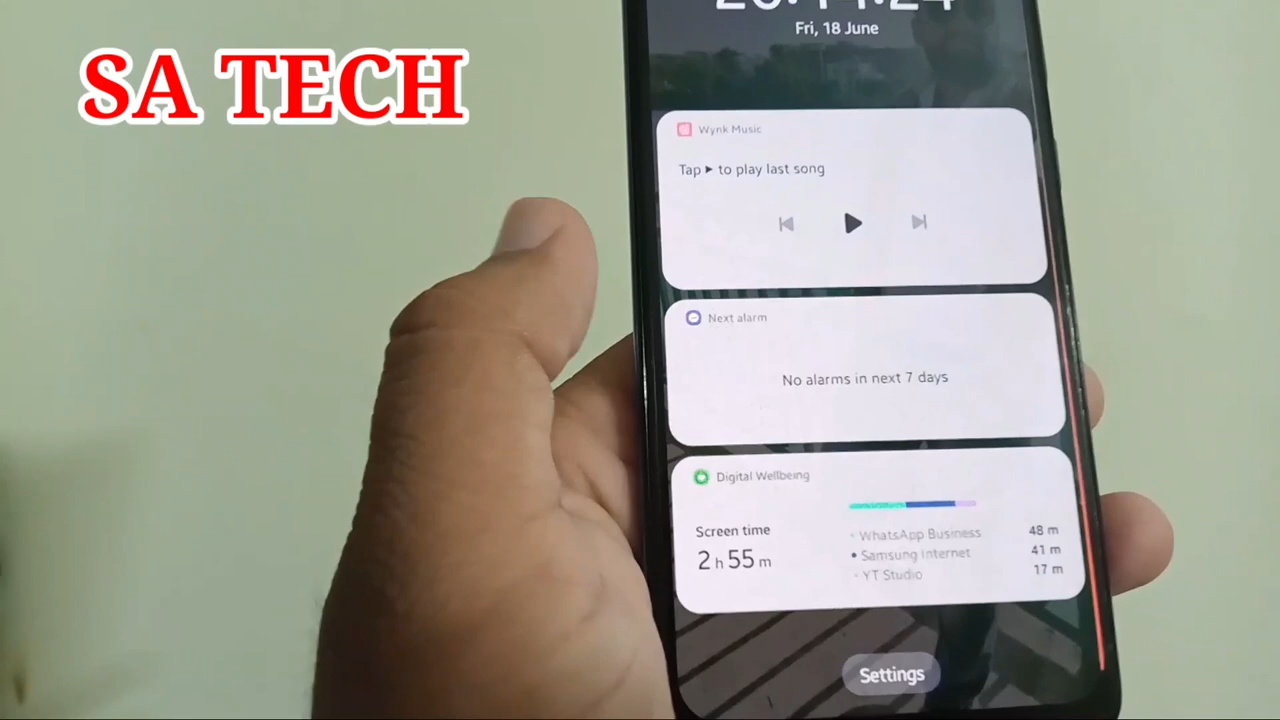 SA TECH
Fri, 18 June
Wynk Music
Tap ▶ to play last song
Next alarm
No alarms in next 7 days
Digital Wellbeing
Screen time
2 h 55 m
WhatsApp Business 48 m
Samsung Internet 41 m
YT Studio 17 m
Settings